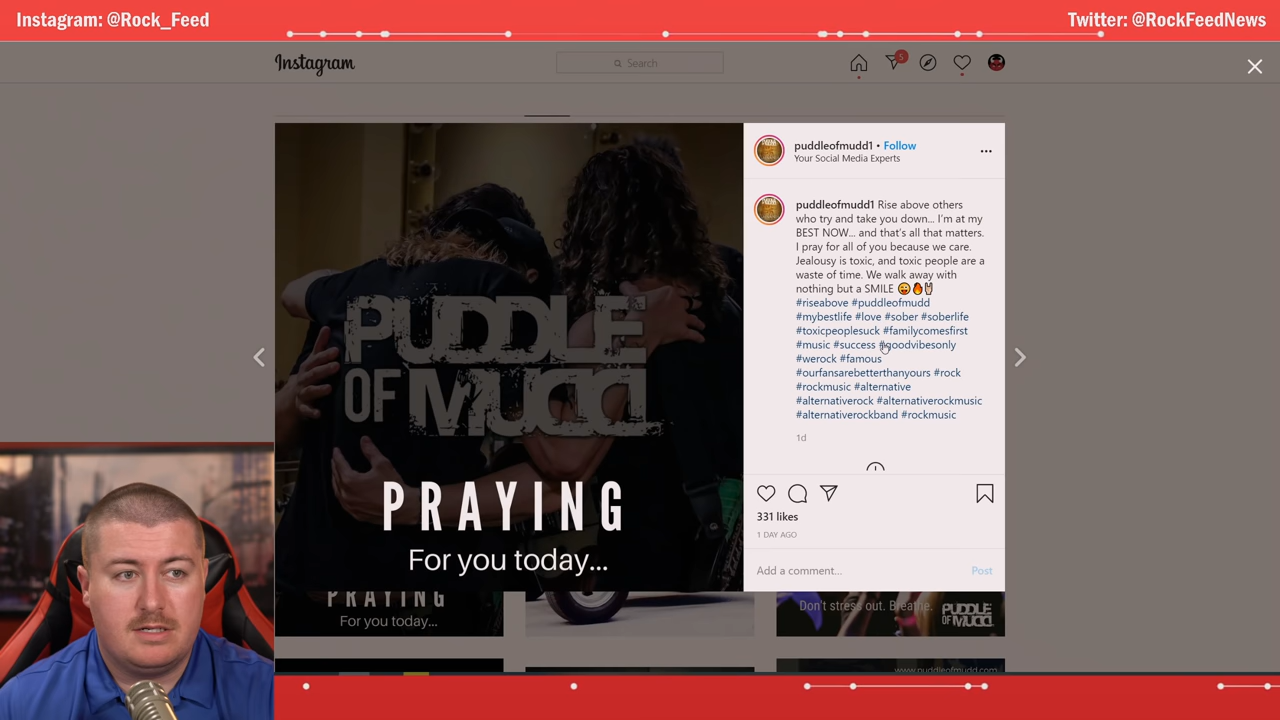 Instagram: @Rock_Feed
Twitter: @RockFeedNews
Instagram
Search
5
puddleofmudd1 • Follow
Your Social Media Experts
puddleofmudd1 Rise above others
who try and take you down... I'm at my
BEST NOW... and that's all that matters.
I pray for all of you because we care.
Jealousy is toxic, and toxic people are a
waste of time. We walk away with
nothing but a SMILE 😛🔥🤘
#riseabove #puddleofmudd
#mybestlife #love #sober #soberlife
#toxicpeoplesuck #familycomesfirst
#music #success #goodvibesonly
#werock #famous
#ourfansarebetterthanyours #rock
#rockmusic #alternative
#alternativerock #alternativerockmusic
#alternativerockband #rockmusic
1d
331 likes
1 DAY AGO
Add a comment...
Post
PUDDLE
OF MUDD
PRAYING
For you today...
PRAYING
For you today...
Don't stress out. Breathe.
PUDDLE
OF MUDD
www.puddleofmudd.com